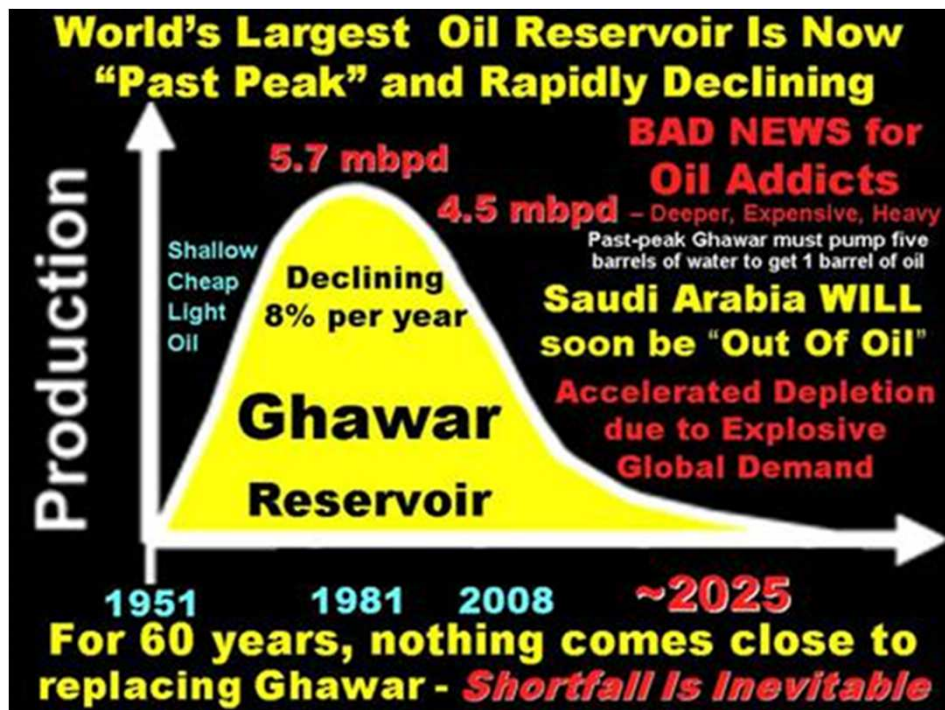 World's Largest Oil Reservoir Is Now
"Past Peak" and Rapidly Declining
BAD NEWS for
Oil Addicts
5.7 mbpd
4.5 mbpd – Deeper, Expensive, Heavy
Past-peak Ghawar must pump five
barrels of water to get 1 barrel of oil
Shallow
Cheap
Light
Oil
Declining
8% per year
Saudi Arabia WILL
soon be "Out Of Oil"
Accelerated Depletion
due to Explosive
Global Demand
Ghawar
Reservoir
Production
1951
1981
2008
~2025
For 60 years, nothing comes close to
replacing Ghawar - Shortfall Is Inevitable